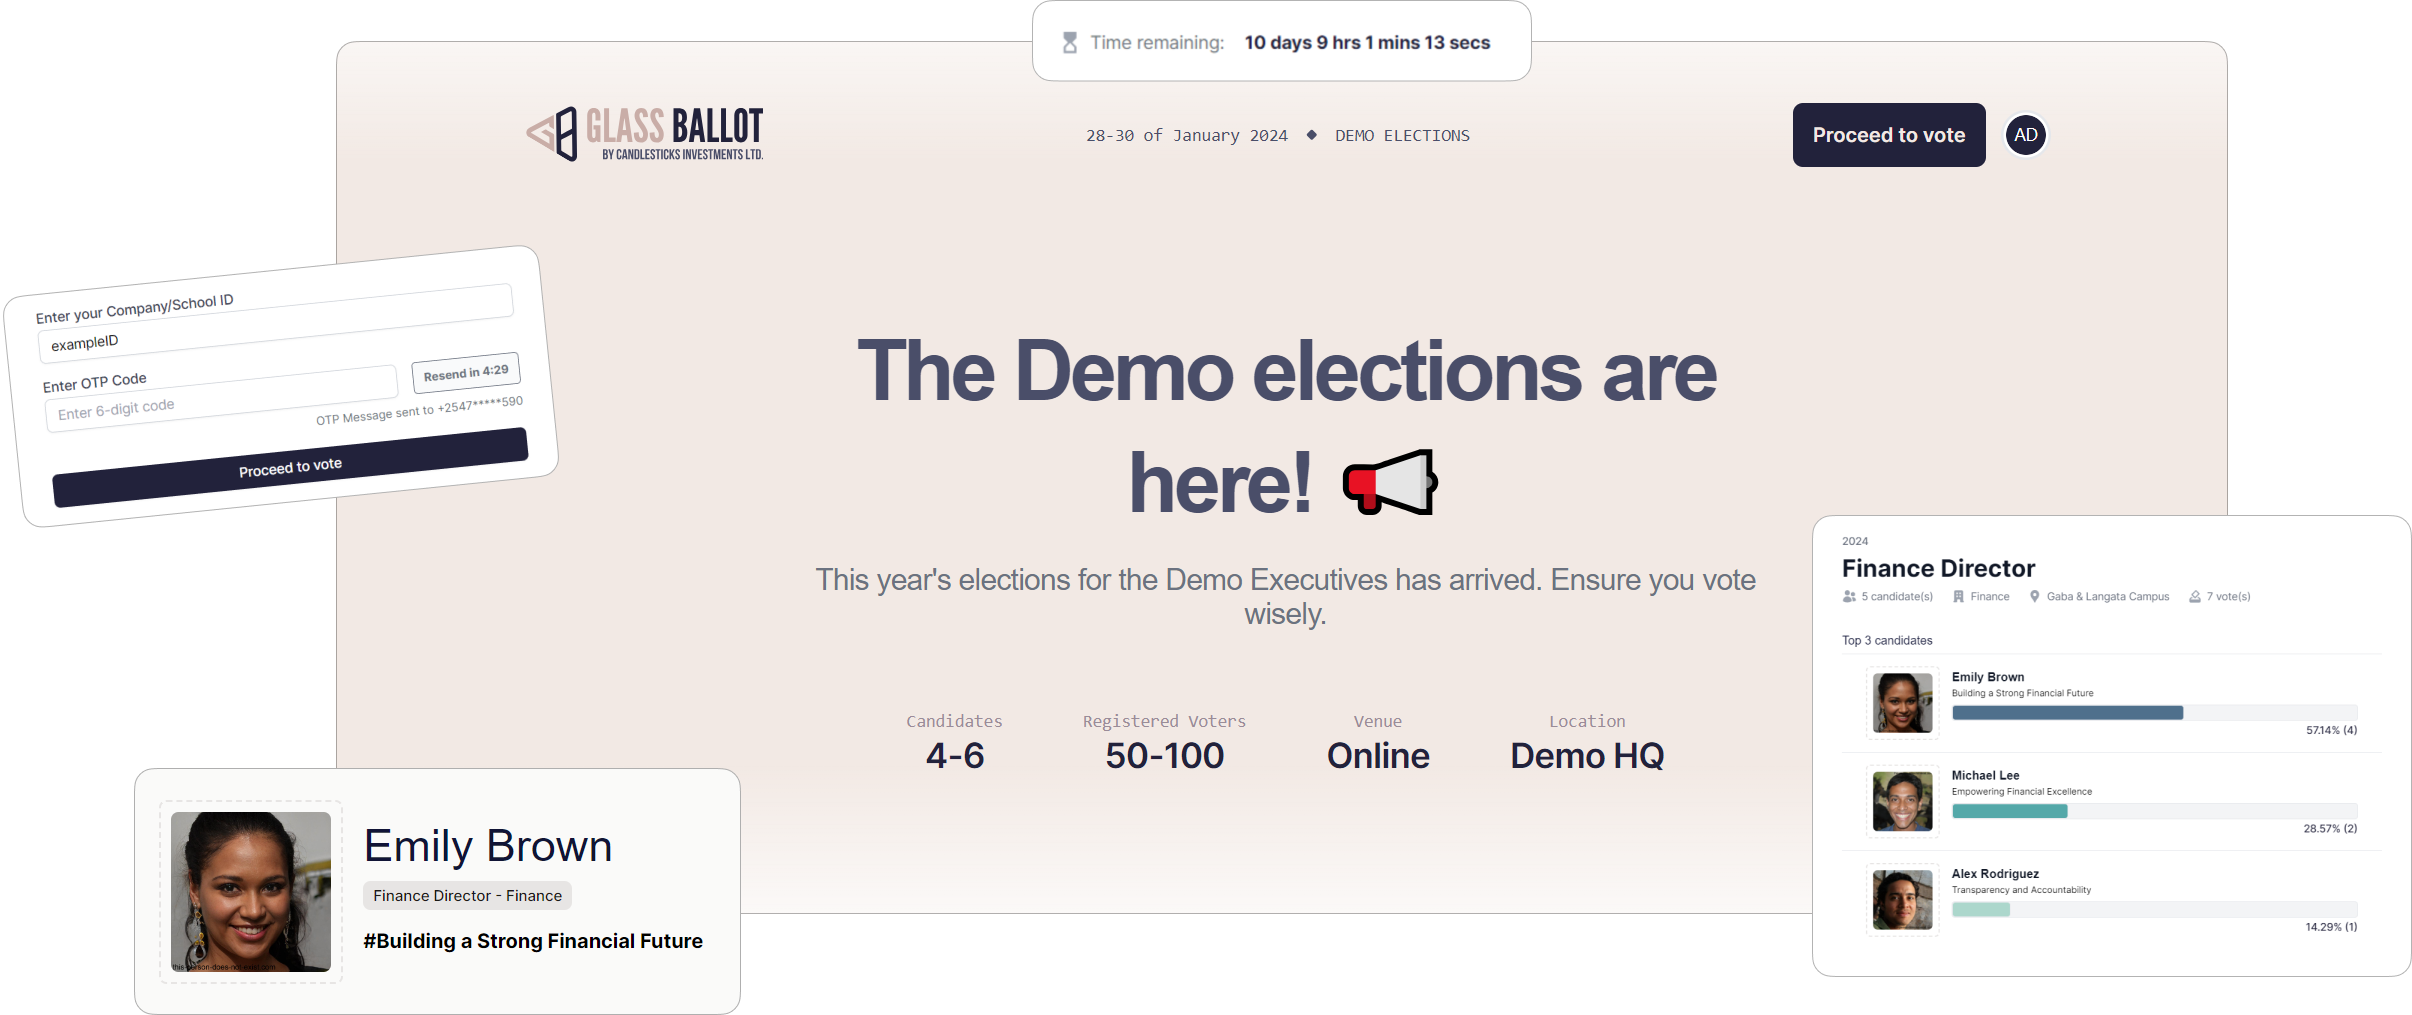 Time remaining: 10 days 9 hrs 1 mins 13 secs
GLASS BALLOT
BY CANDLESTICKS INVESTMENTS LTD.
28-30 of January 2024 ◆ DEMO ELECTIONS
Proceed to vote
AD
Enter your Company/School ID
exampleID
Enter OTP Code
Enter 6-digit code
Resend in 4:29
OTP Message sent to +2547*****590
Proceed to vote
The Demo elections are
here!
This year's elections for the Demo Executives has arrived. Ensure you vote
wisely.
Candidates
4-6
Registered Voters
50-100
Venue
Online
Location
Demo HQ
Emily Brown
Finance Director - Finance
#Building a Strong Financial Future
this-person-does-not-exist.com
2024
Finance Director
5 candidate(s) Finance Gaba & Langata Campus 7 vote(s)
Top 3 candidates
Emily Brown
Building a Strong Financial Future
57.14% (4)
Michael Lee
Empowering Financial Excellence
28.57% (2)
Alex Rodriguez
Transparency and Accountability
14.29% (1)